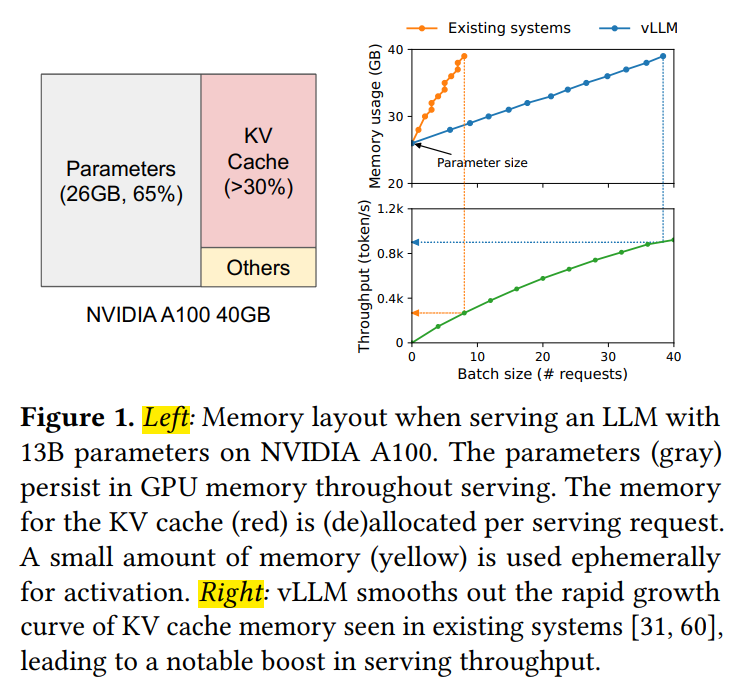 Existing systems
vLLM
Parameters
(26GB, 65%)
KV
Cache
(>30%)
Others
NVIDIA A100 40GB
Memory usage (GB)
40
30
20
Parameter size
Throughput (token/s)
1.2k
0.8k
0.4k
0
0
10
20
30
40
Batch size (# requests)
Figure 1. Left: Memory layout when serving an LLM with
13B parameters on NVIDIA A100. The parameters (gray)
persist in GPU memory throughout serving. The memory
for the KV cache (red) is (de)allocated per serving request.
A small amount of memory (yellow) is used ephemerally
for activation. Right: vLLM smooths out the rapid growth
curve of KV cache memory seen in existing systems [31, 60],
leading to a notable boost in serving throughput.